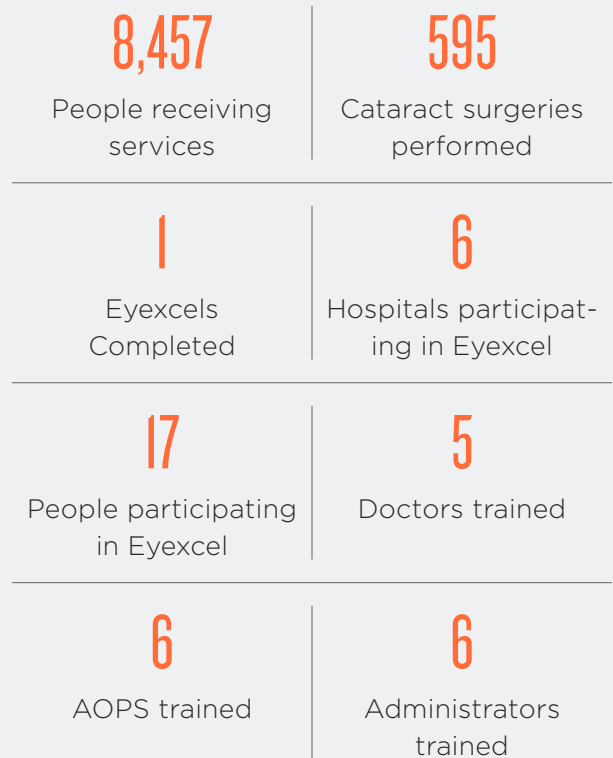 8,457
People receiving
services
595
Cataract surgeries
performed
1
Eyexcels
Completed
6
Hospitals participat-
ing in Eyexcel
17
People participating
in Eyexcel
5
Doctors trained
6
AOPS trained
6
Administrators
trained